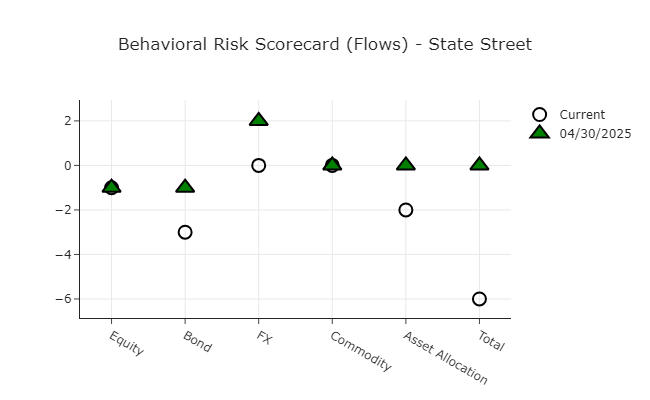 Behavioral Risk Scorecard (Flows) - State Street
Current
04/30/2025
2
0
−2
−4
−6
Equity
Bond
FX
Commodity
Asset Allocation
Total